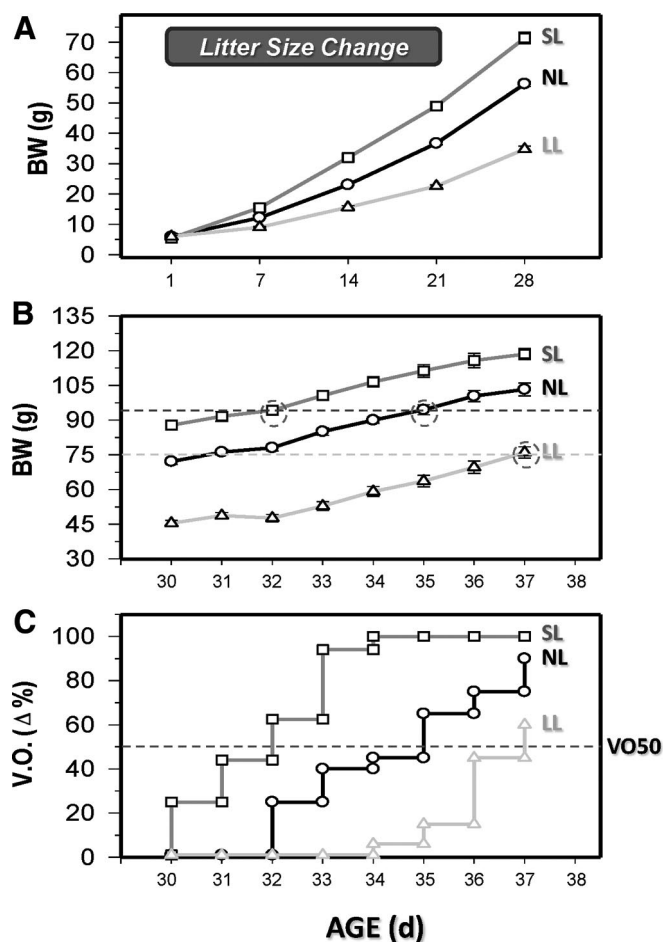 A
Litter Size Change
BW (g)
70
60
50
40
30
20
10
0
SL
NL
LL
1 7 14 21 28
B
BW (g)
135
120
105
90
75
60
45
30
SL
NL
LL
30 31 32 33 34 35 36 37 38
C
V.O. (Δ %)
100
80
60
40
20
0
SL
NL
LL
VO50
30 31 32 33 34 35 36 37 38
AGE (d)